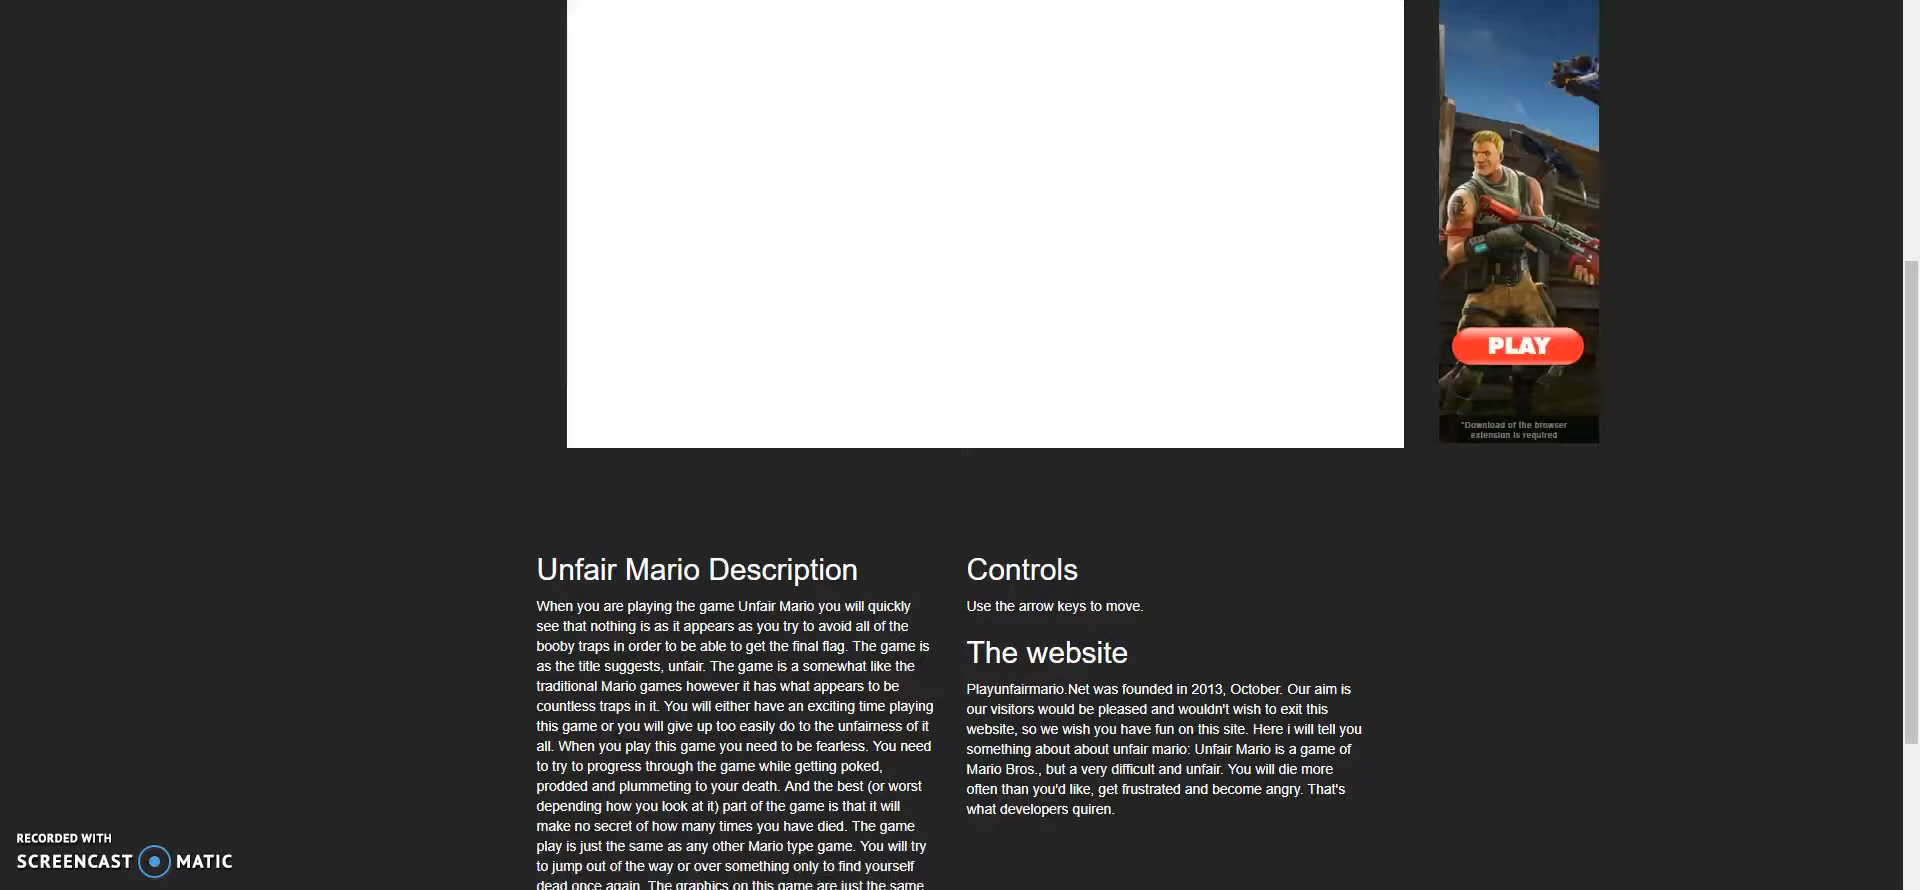 PLAY
*Download of the browser
extension is required
Unfair Mario Description
When you are playing the game Unfair Mario you will quickly
see that nothing is as it appears as you try to avoid all of the
booby traps in order to be able to get the final flag. The game is
as the title suggests, unfair. The game is a somewhat like the
traditional Mario games however it has what appears to be
countless traps in it. You will either have an exciting time playing
this game or you will give up too easily do to the unfairness of it
all. When you play this game you need to be fearless. You need
to try to progress through the game while getting poked,
prodded and plummeting to your death. And the best (or worst
depending how you look at it) part of the game is that it will
make no secret of how many times you have died. The game
play is just the same as any other Mario type game. You will try
to jump out of the way or over something only to find yourself
dead once again. The graphics on this game are just the same
Controls
Use the arrow keys to move.
The website
Playunfairmario.Net was founded in 2013, October. Our aim is
our visitors would be pleased and wouldn't wish to exit this
website, so we wish you have fun on this site. Here i will tell you
something about about unfair mario: Unfair Mario is a game of
Mario Bros., but a very difficult and unfair. You will die more
often than you'd like, get frustrated and become angry. That's
what developers quiren.
RECORDED WITH
SCREENCAST MATIC